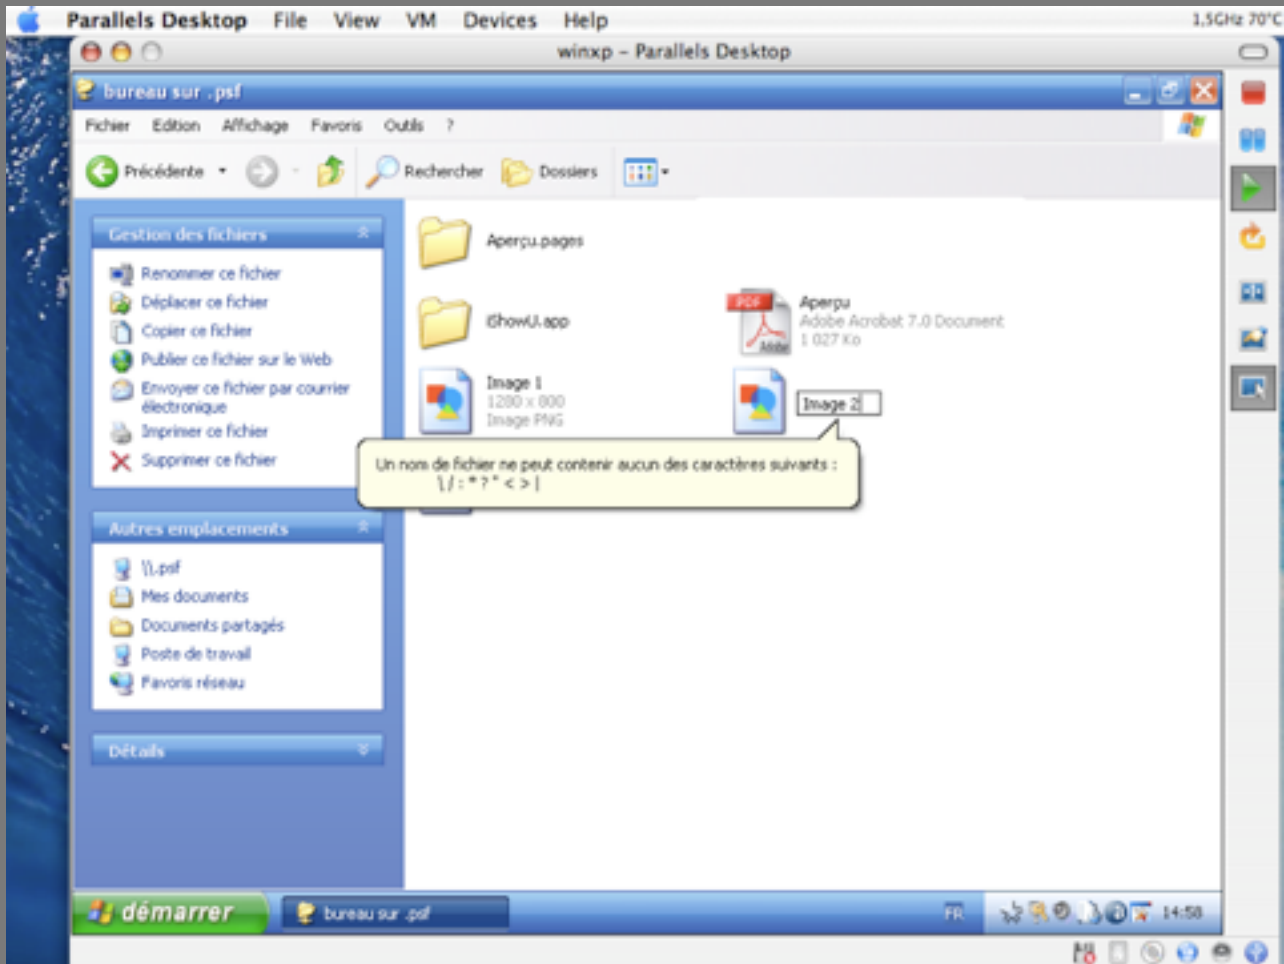 Parallels Desktop File View VM Devices Help 1,5GHz 70°C
winxp – Parallels Desktop
bureau sur .psf
Fichier Edition Affichage Favoris Outils ?
Précédente Rechercher Dossiers
Gestion des fichiers
Renommer ce fichier
Déplacer ce fichier
Copier ce fichier
Publier ce fichier sur le Web
Envoyer ce fichier par courrier
électronique
Imprimer ce fichier
Supprimer ce fichier
Autres emplacements
\\.psf
Mes documents
Documents partagés
Poste de travail
Favoris réseau
Détails
Aperçu.pages
iShowU.app
PDF
Adobe
Aperçu
Adobe Acrobat 7.0 Document
1 027 Ko
Image 1
1280 x 800
Image PNG
Image 2
Un nom de fichier ne peut contenir aucun des caractères suivants :
\ / : * ? " < > |
démarrer bureau sur .psf FR 14:58